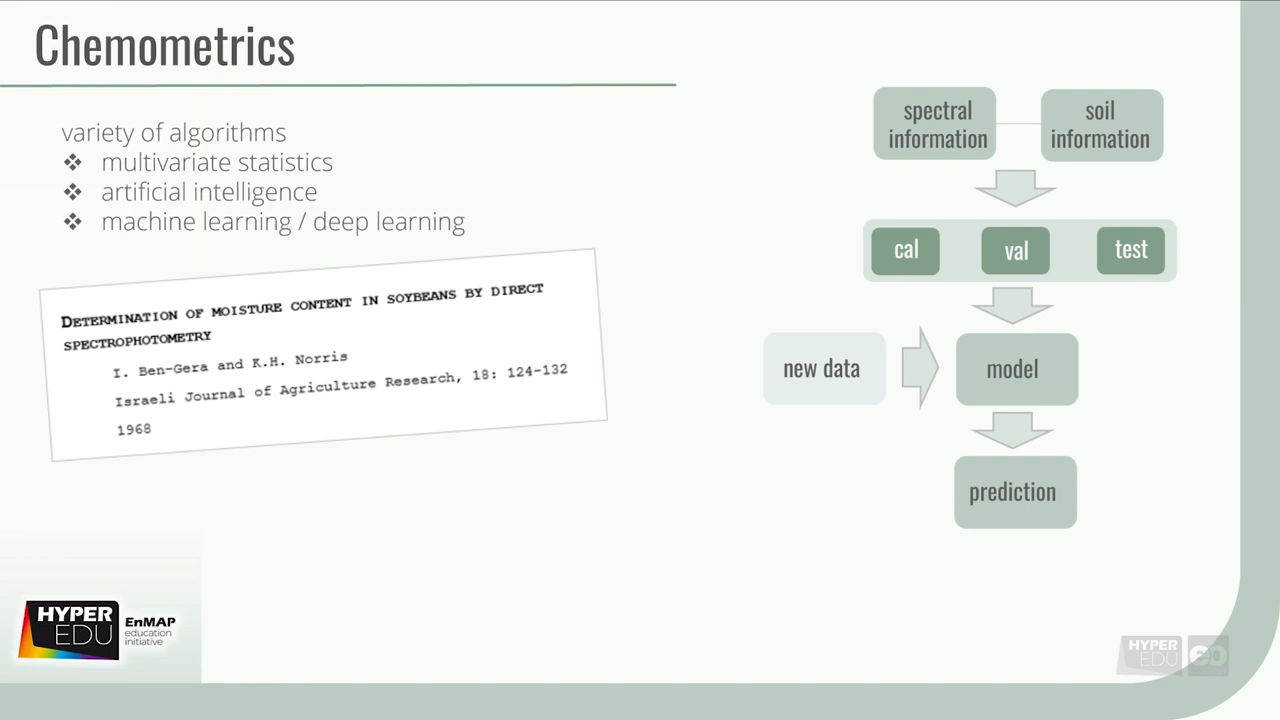 Chemometrics
variety of algorithms
❖ multivariate statistics
❖ artificial intelligence
❖ machine learning / deep learning
DETERMINATION OF MOISTURE CONTENT IN SOYBEANS BY DIRECT
SPECTROPHOTOMETRY
I. Ben-Gera and K.H. Norris
Israeli Journal of Agriculture Research, 18: 124-132
1968
spectral
information
soil
information
cal
val
test
new data
model
prediction
HYPER
EDU
EnMAP
education
initiative
HYPER
EDU
eo